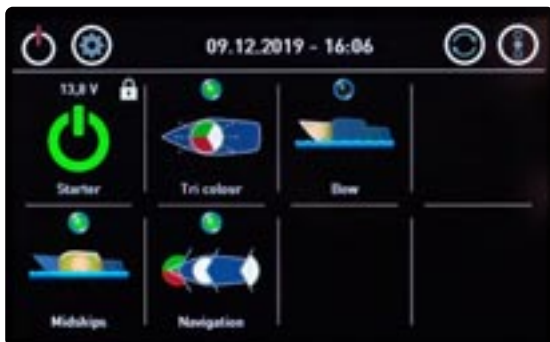 09.12.2019 - 16:06
13,8 V
Starter
Tri colour
Bow
Midships
Navigation